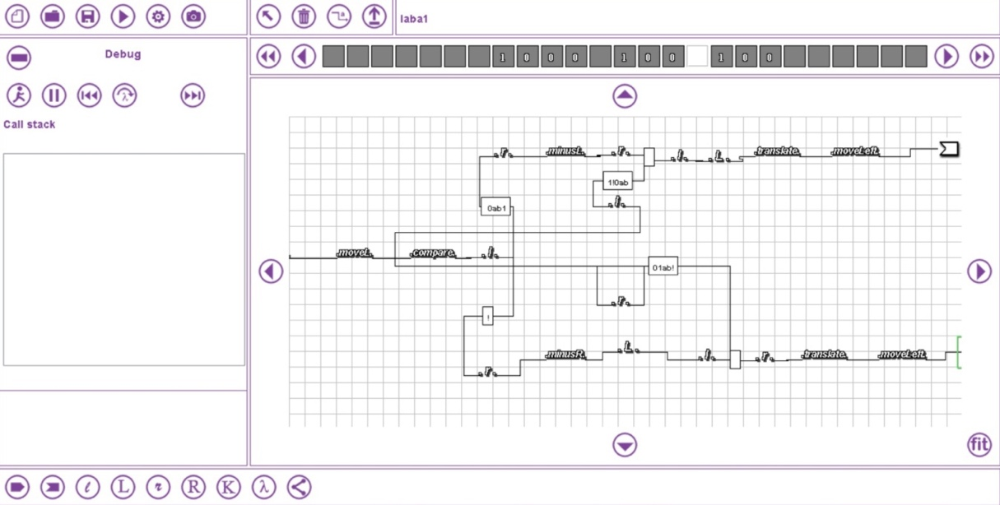 laba1
Debug
1 0 0 0 1 0 0 1 0 0
Call stack
.r. .minusL. .r. .l. .L. .translate. .moveLeft.
1!0ab
.l.
0ab1
.moveL. .compare. .l.
01ab!
.r.
!
.minusR. .L. .l. .r. .translate. .moveLeft.
.r.
fit
l L r R K λ